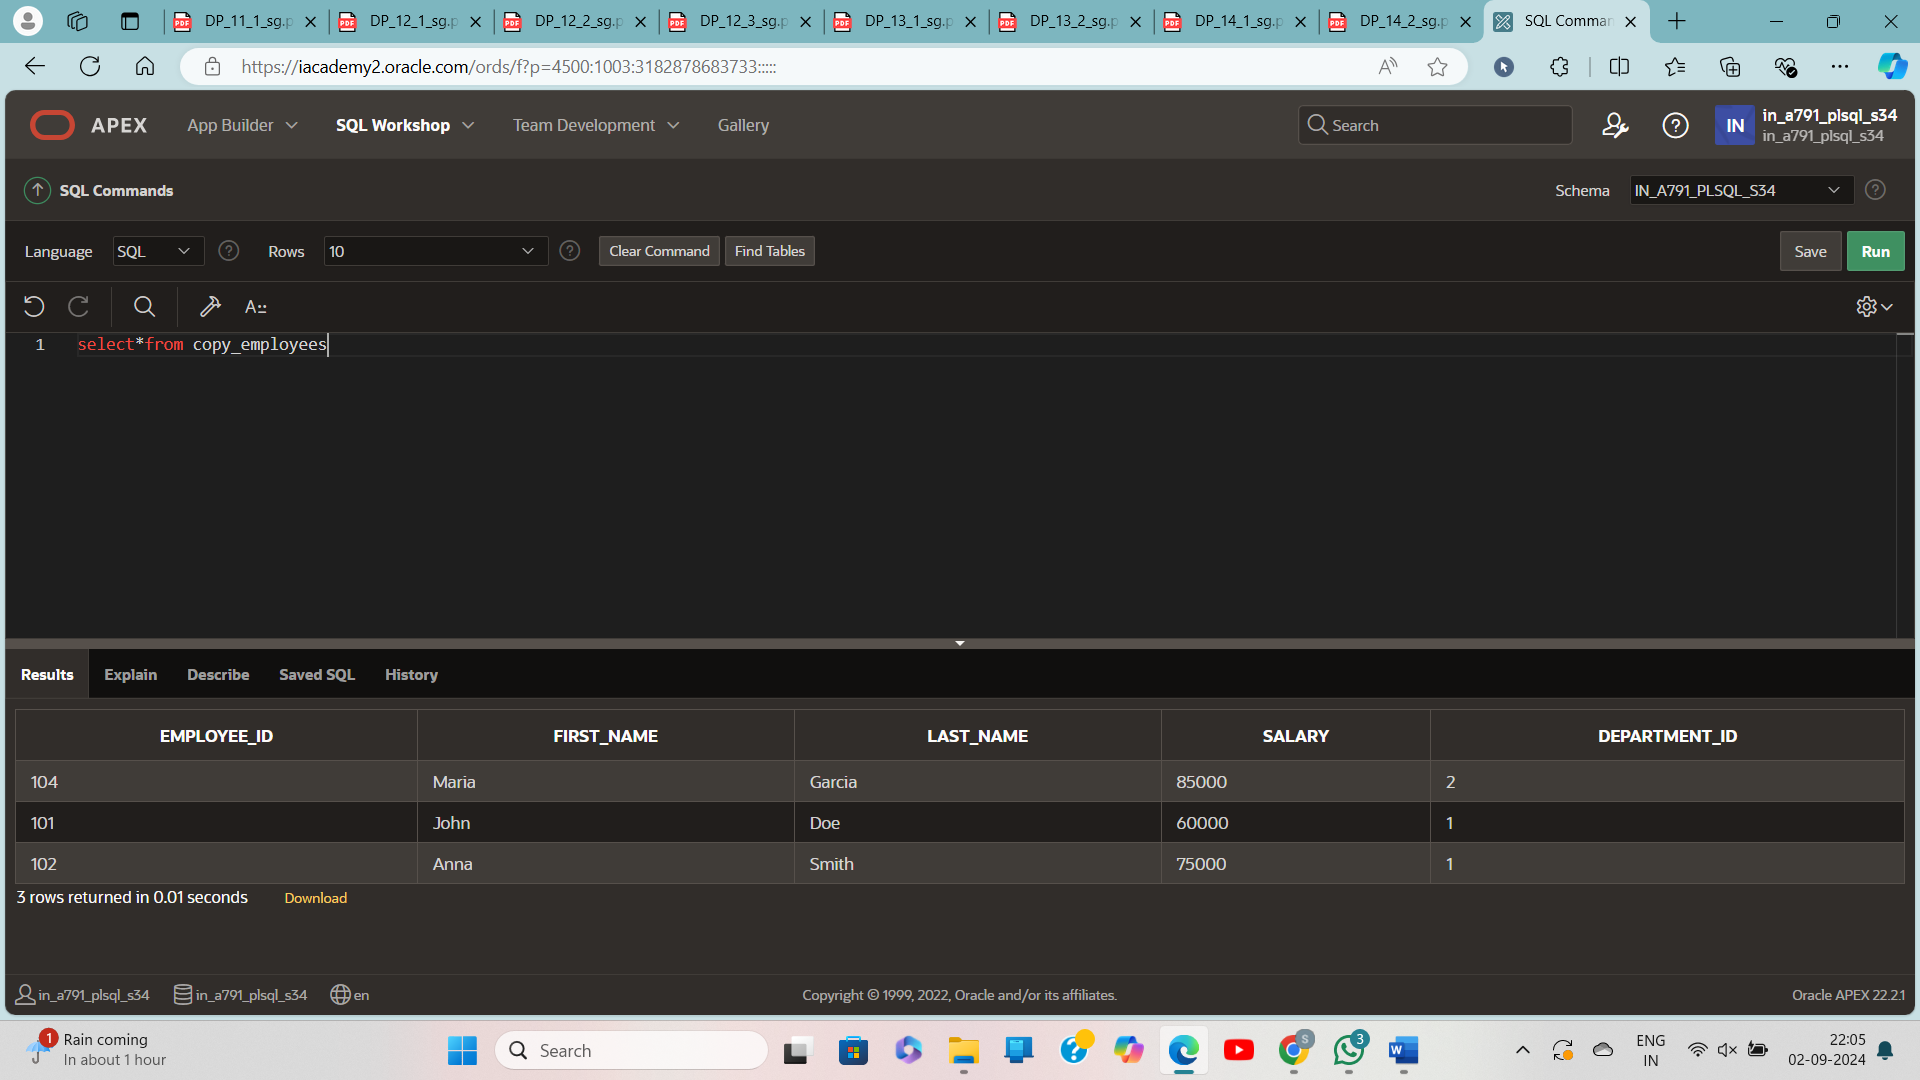 DP_11_1_sg.p DP_12_1_sg.p DP_12_2_sg.p DP_12_3_sg.p DP_13_1_sg.p DP_13_2_sg.p DP_14_1_sg.p DP_14_2_sg.p SQL Comman
https://iacademy2.oracle.com/ords/f?p=4500:1003:3182878683733:::::
APEX App Builder SQL Workshop Team Development Gallery Search IN in_a791_plsql_s34
in_a791_plsql_s34
SQL Commands Schema IN_A791_PLSQL_S34
Language SQL Rows 10 Clear Command Find Tables Save Run
A::
1 select*from copy_employees
Results Explain Describe Saved SQL History
EMPLOYEE_ID FIRST_NAME LAST_NAME SALARY DEPARTMENT_ID
104 Maria Garcia 85000 2
101 John Doe 60000 1
102 Anna Smith 75000 1
3 rows returned in 0.01 seconds Download
in_a791_plsql_s34 in_a791_plsql_s34 en Copyright © 1999, 2022, Oracle and/or its affiliates. Oracle APEX 22.2.1
1 Rain coming
In about 1 hour
Search
S
3
ENG
IN
22:05
02-09-2024